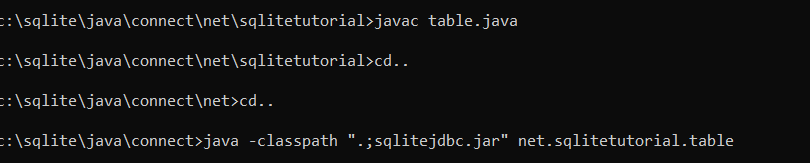 c:\sqlite\java\connect\net\sqlitetutorial>javac table.java
c:\sqlite\java\connect\net\sqlitetutorial>cd..
c:\sqlite\java\connect\net>cd..
c:\sqlite\java\connect>java -classpath ".;sqlitejdbc.jar" net.sqlitetutorial.table